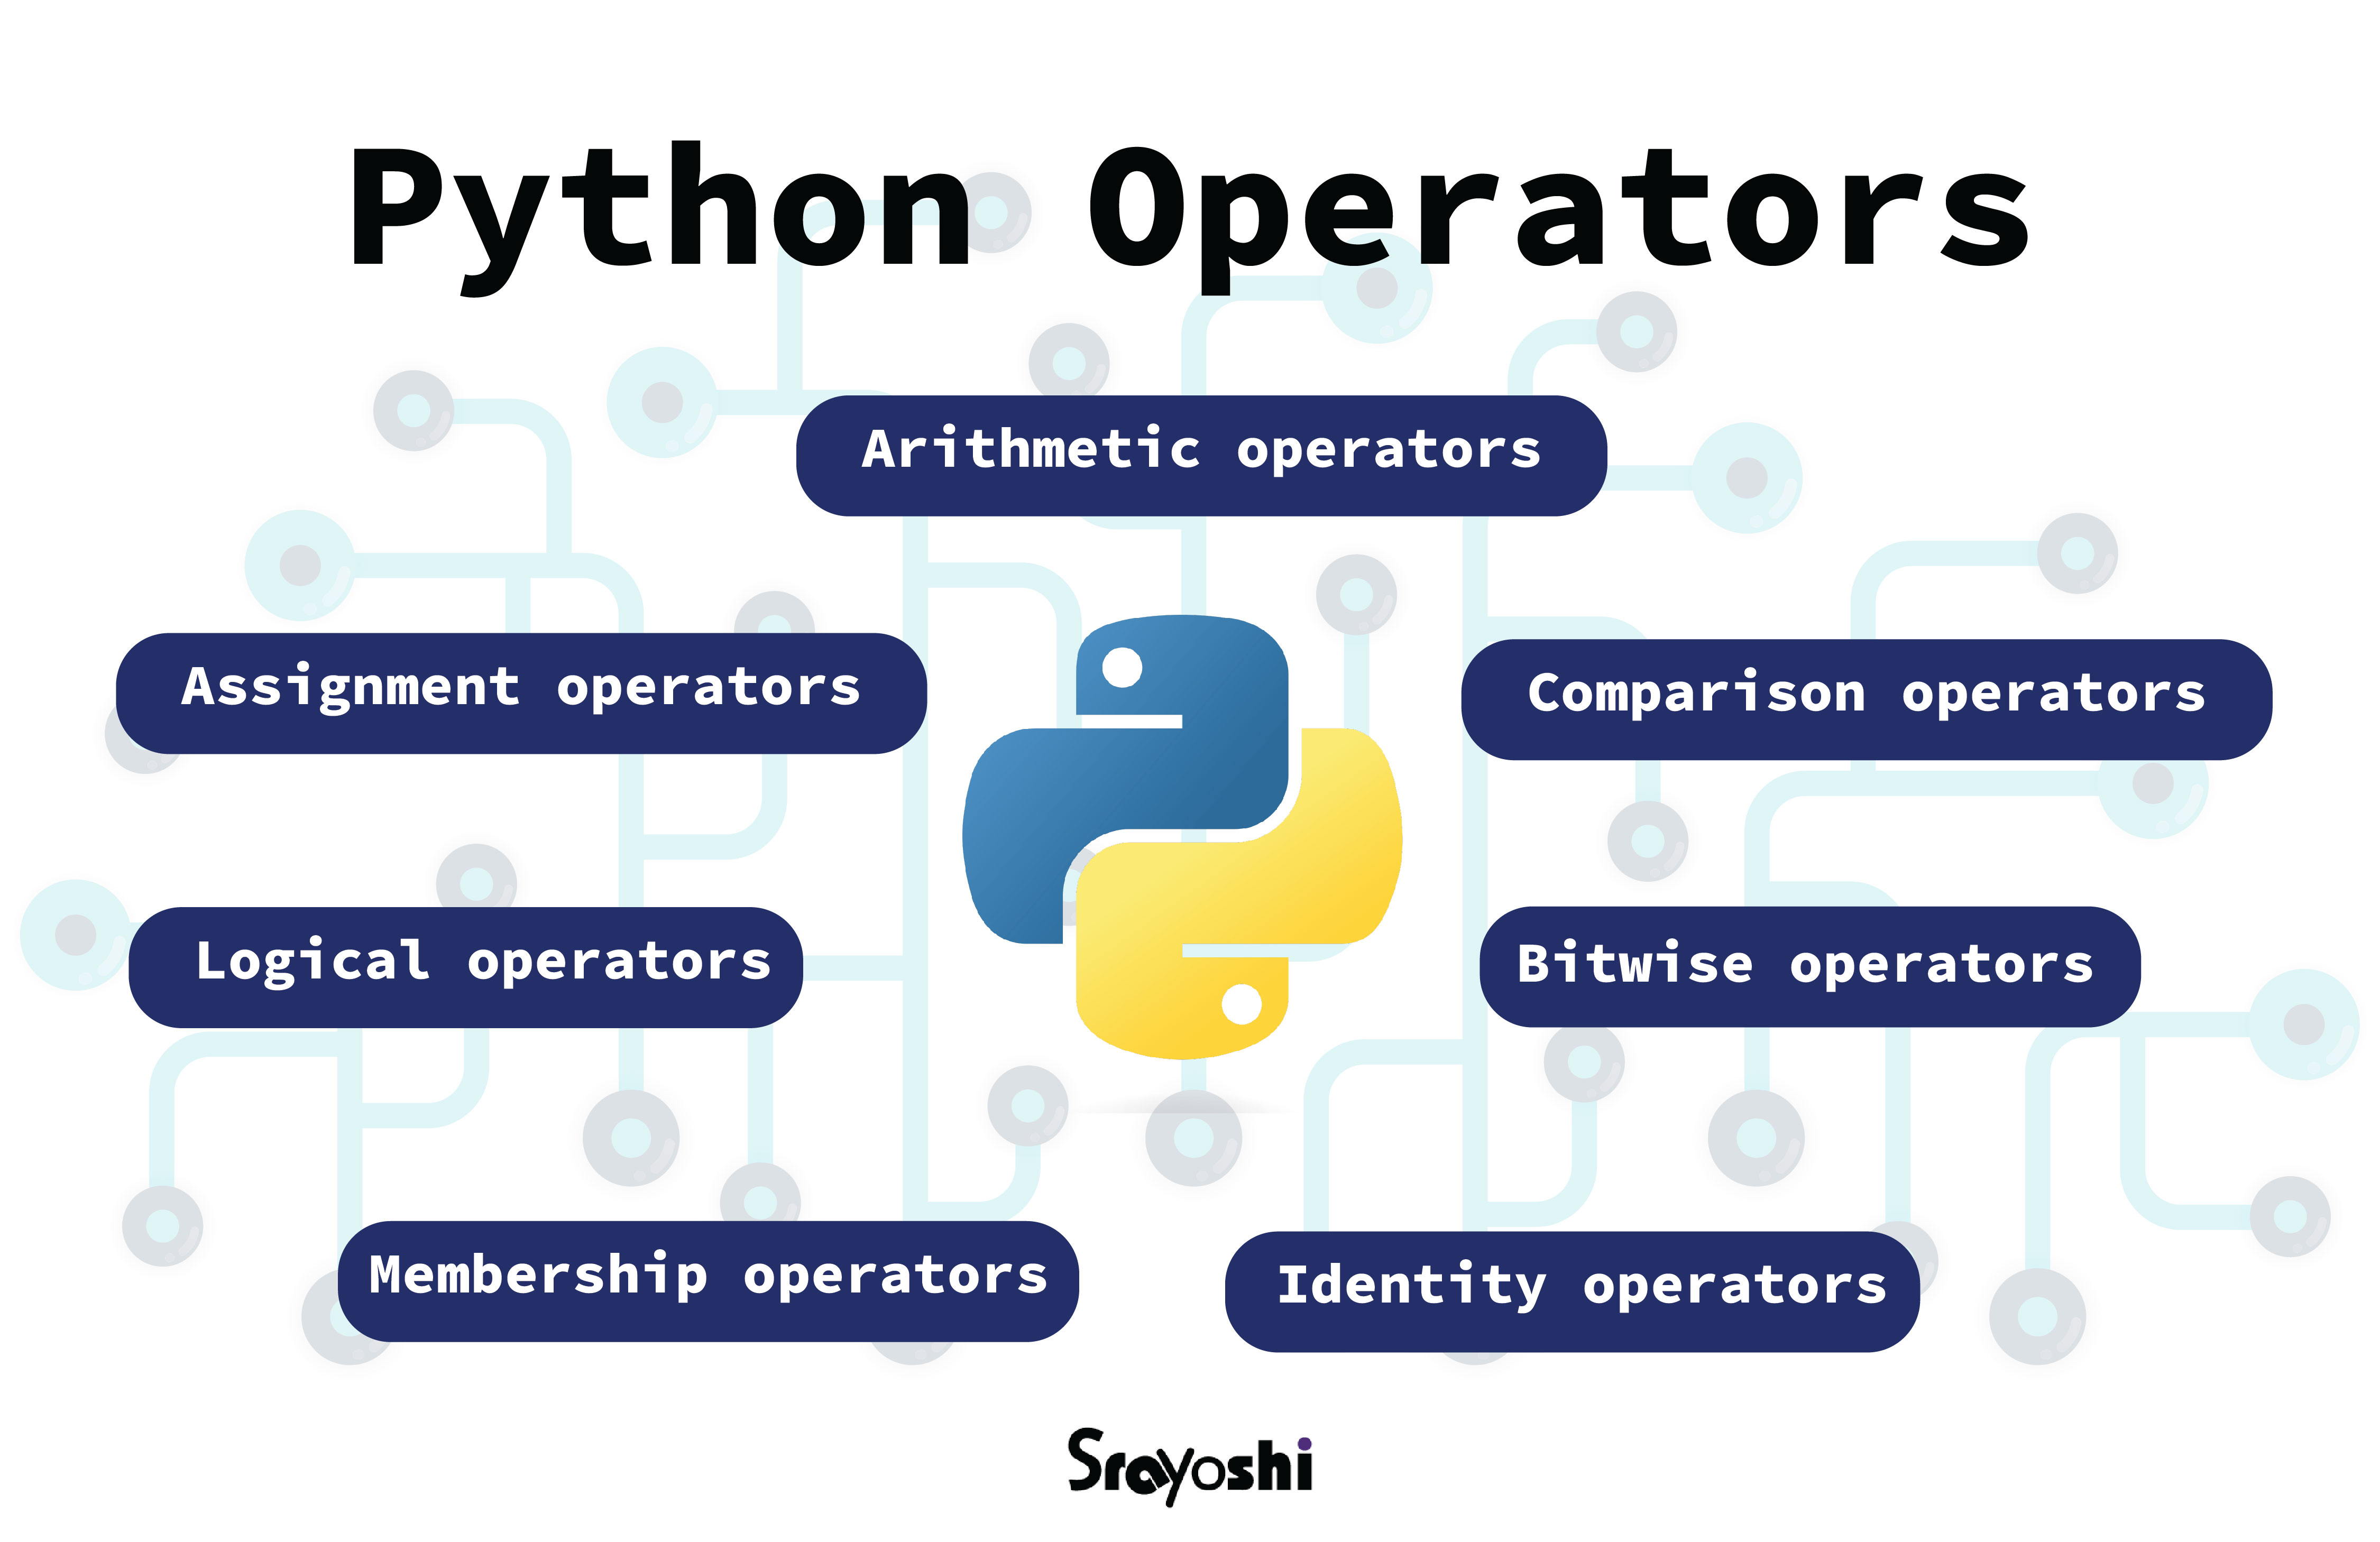 Python Operators
Arithmetic operators
Assignment operators
Comparison operators
Logical operators
Bitwise operators
Membership operators
Identity operators
Srayoshi